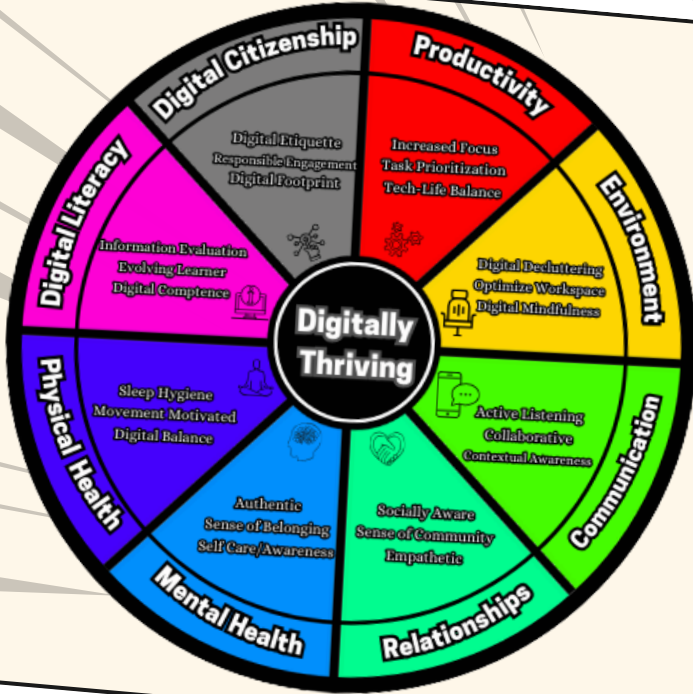 Digitally
Thriving
Productivity
Increased Focus
Task Prioritization
Tech-Life Balance
Environment
Digital Decluttering
Optimize Workspace
Digital Mindfulness
Communication
Active Listening
Collaborative
Contextual Awareness
Relationships
Socially Aware
Sense of Community
Empathetic
Mental Health
Authentic
Sense of Belonging
Self Care/Awareness
Physical Health
Sleep Hygiene
Movement Motivated
Digital Balance
Digital Literacy
Information Evaluation
Evolving Learner
Digital Comptence
Digital Citizenship
Digital Etiquette
Responsible Engagement
Digital Footprint